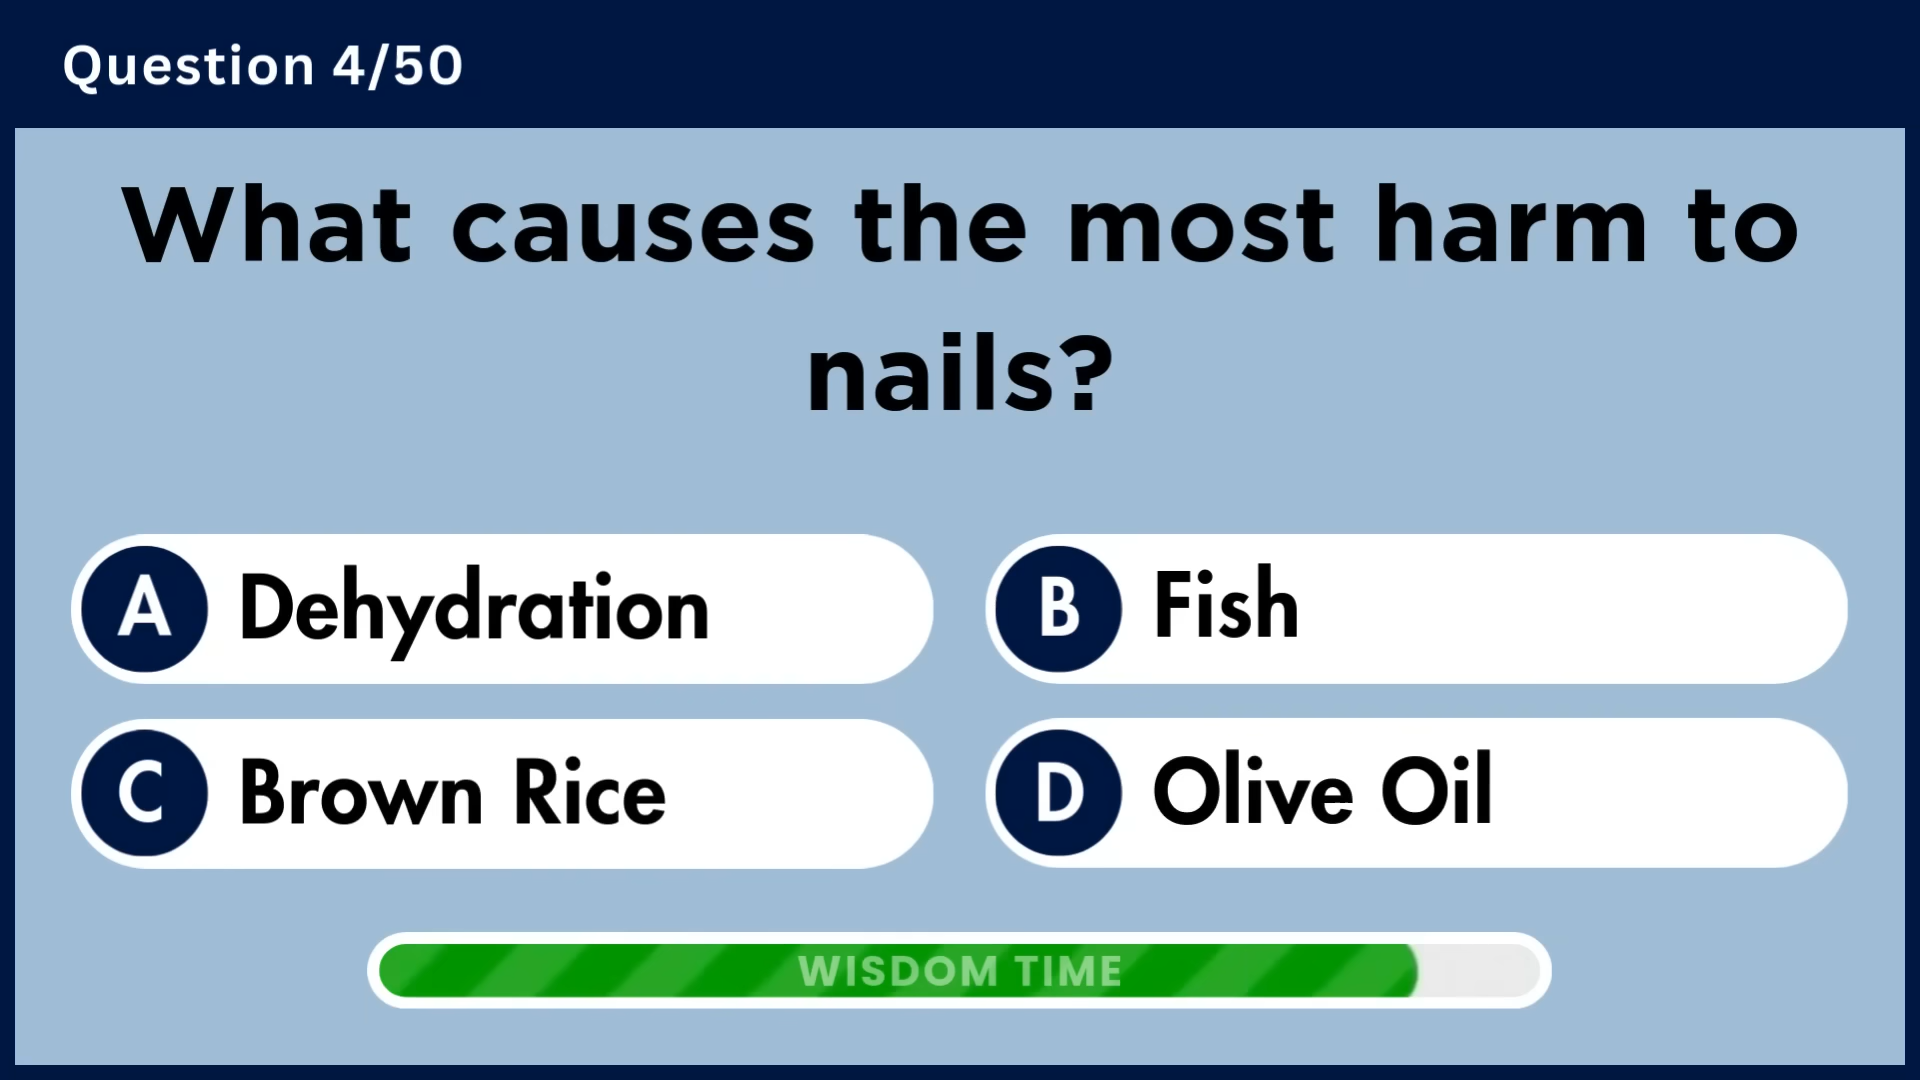 Question 4/50
What causes the most harm to
nails?
A Dehydration
B Fish
C Brown Rice
D Olive Oil
WISDOM TIME